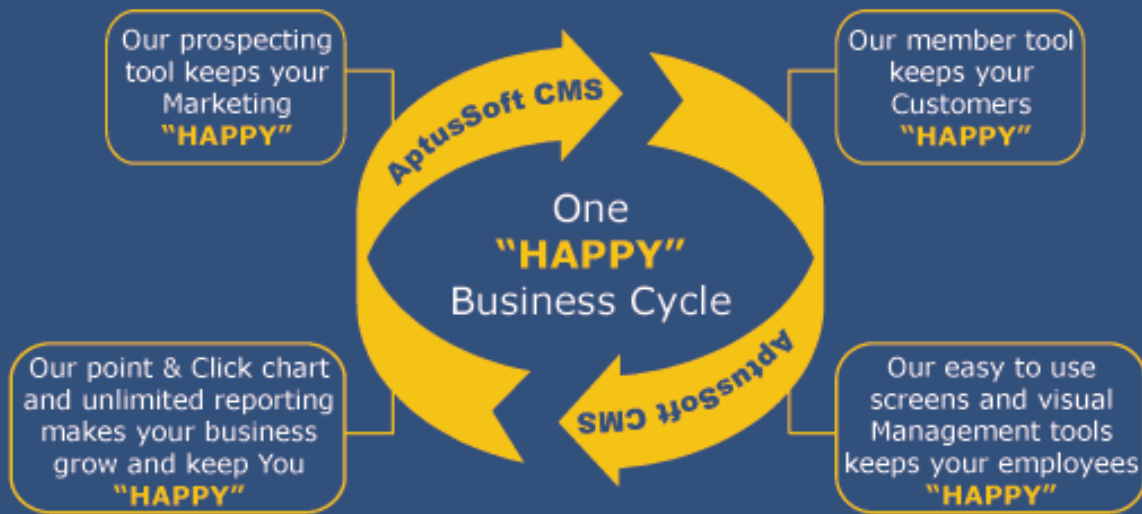 Our prospecting
tool keeps your
Marketing
“HAPPY”
AptusSoft CMS
Our member tool
keeps your
Customers
“HAPPY”
One
“HAPPY”
Business Cycle
Our point & Click chart
and unlimited reporting
makes your business
grow and keep You
“HAPPY”
AptusSoft CMS
Our easy to use
screens and visual
Management tools
keeps your employees
“HAPPY”